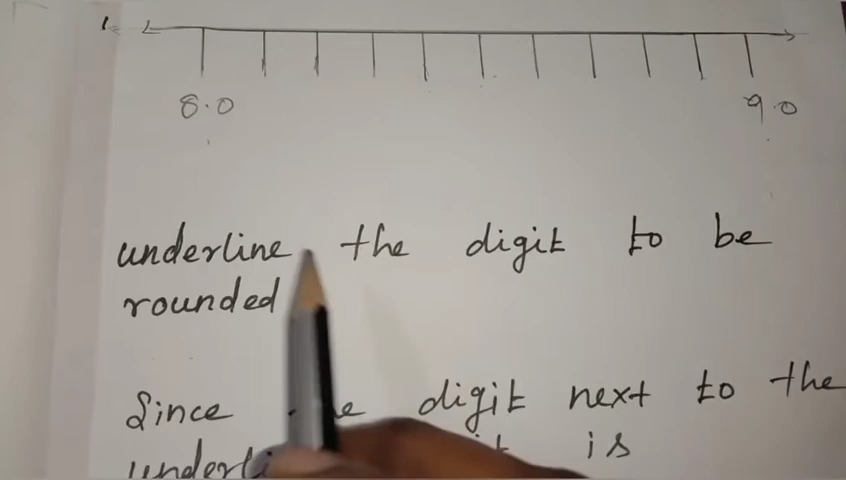 8.0 9.0
underline the digit to be
rounded
Since digit next to the
is